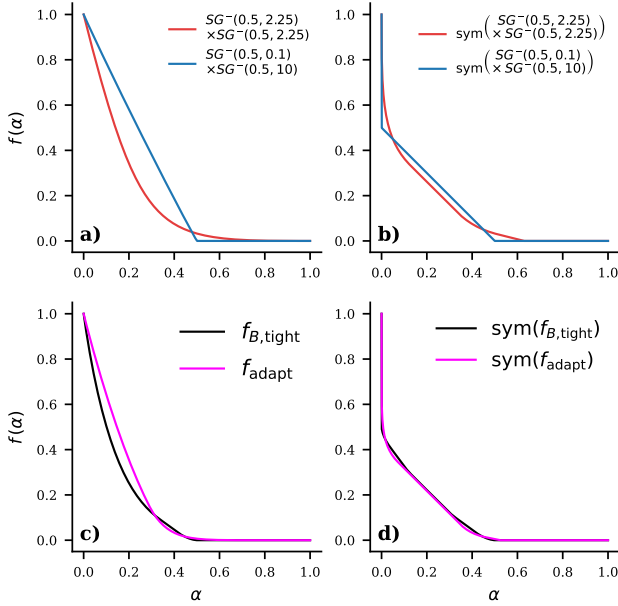 1.0
0.8
0.6
0.4
0.2
0.0
f(α)
SG⁻(0.5, 2.25)
×SG⁻(0.5, 2.25)
SG⁻(0.5, 0.1)
×SG⁻(0.5, 10)
a)
0.0 0.2 0.4 0.6 0.8 1.0
1.0
0.8
0.6
0.4
0.2
0.0
sym( SG⁻(0.5, 2.25)
× SG⁻(0.5, 2.25) )
sym( SG⁻(0.5, 0.1)
× SG⁻(0.5, 10) )
b)
0.0 0.2 0.4 0.6 0.8 1.0
1.0
0.8
0.6
0.4
0.2
0.0
f(α)
f_B,tight
f_adapt
c)
0.0 0.2 0.4 0.6 0.8 1.0
α
1.0
0.8
0.6
0.4
0.2
0.0
sym(f_B,tight)
sym(f_adapt)
d)
0.0 0.2 0.4 0.6 0.8 1.0
α